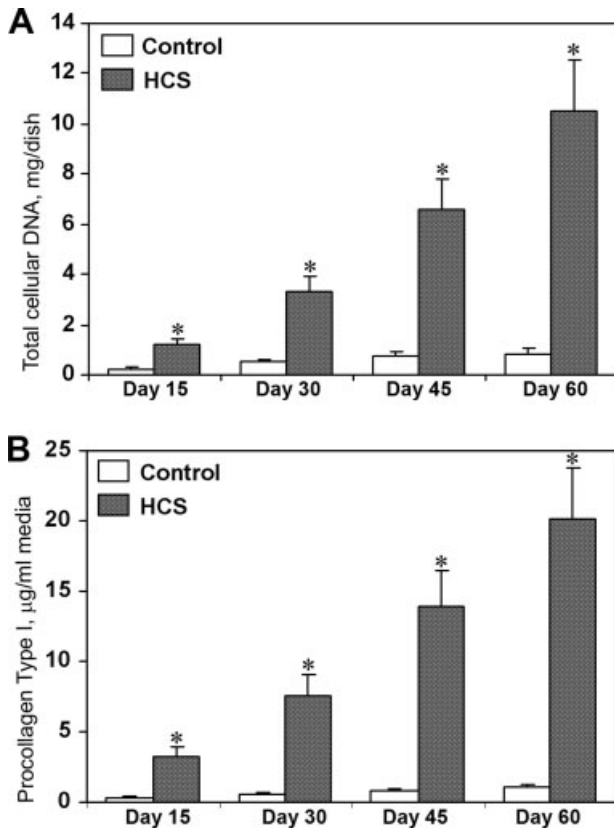 A
Total cellular DNA, mg/dish
14
12
10
8
6
4
2
0
Control
HCS
*
*
*
*
Day 15
Day 30
Day 45
Day 60
B
Procollagen Type I, μg/ml media
25
20
15
10
5
0
Control
HCS
*
*
*
*
Day 15
Day 30
Day 45
Day 60